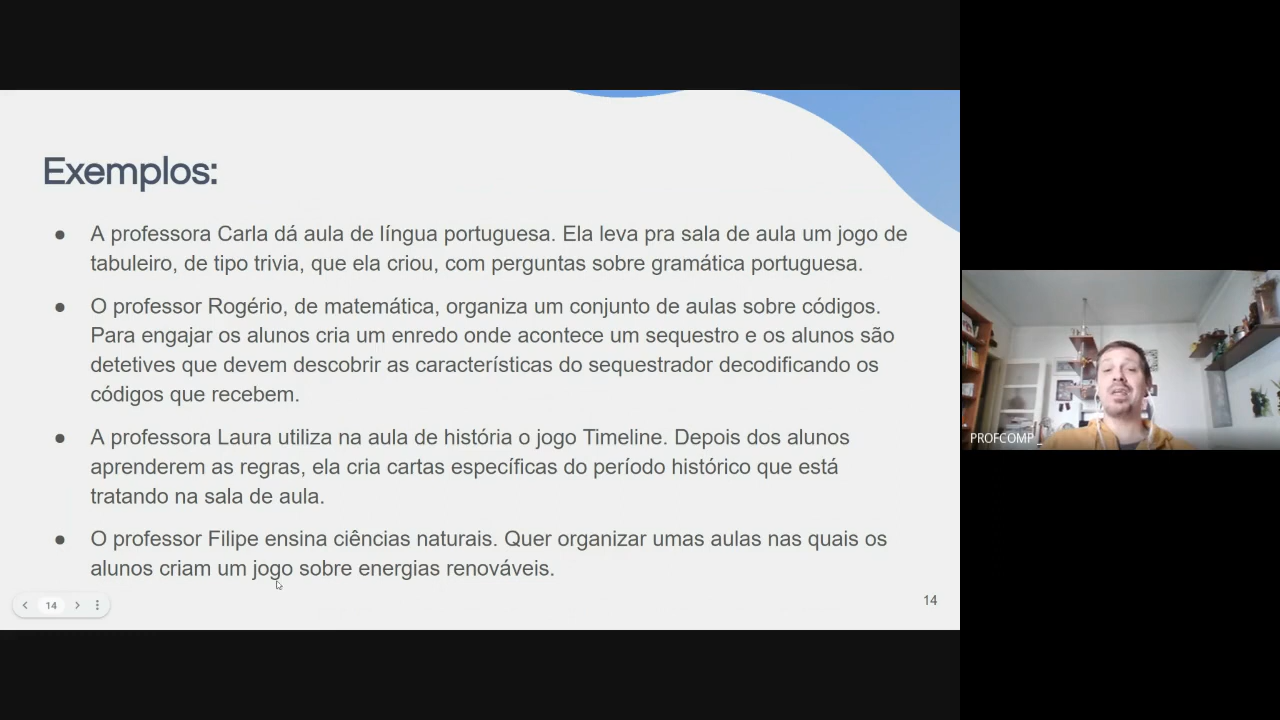 Exemplos:
● A professora Carla dá aula de língua portuguesa. Ela leva pra sala de aula um jogo de
tabuleiro, de tipo trivia, que ela criou, com perguntas sobre gramática portuguesa.
● O professor Rogério, de matemática, organiza um conjunto de aulas sobre códigos.
Para engajar os alunos cria um enredo onde acontece um sequestro e os alunos são
detetives que devem descobrir as características do sequestrador decodificando os
códigos que recebem.
● A professora Laura utiliza na aula de história o jogo Timeline. Depois dos alunos
aprenderem as regras, ela cria cartas específicas do período histórico que está
tratando na sala de aula.
● O professor Filipe ensina ciências naturais. Quer organizar umas aulas nas quais os
alunos criam um jogo sobre energias renováveis.
14
14
PROFCOMP _